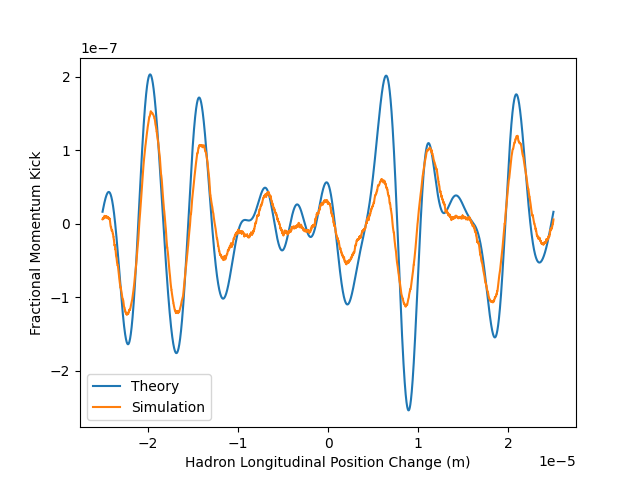 1e−7
2
1
0
−1
−2
Fractional Momentum Kick
Theory
Simulation
−2
−1
0
1
2
Hadron Longitudinal Position Change (m)
1e−5